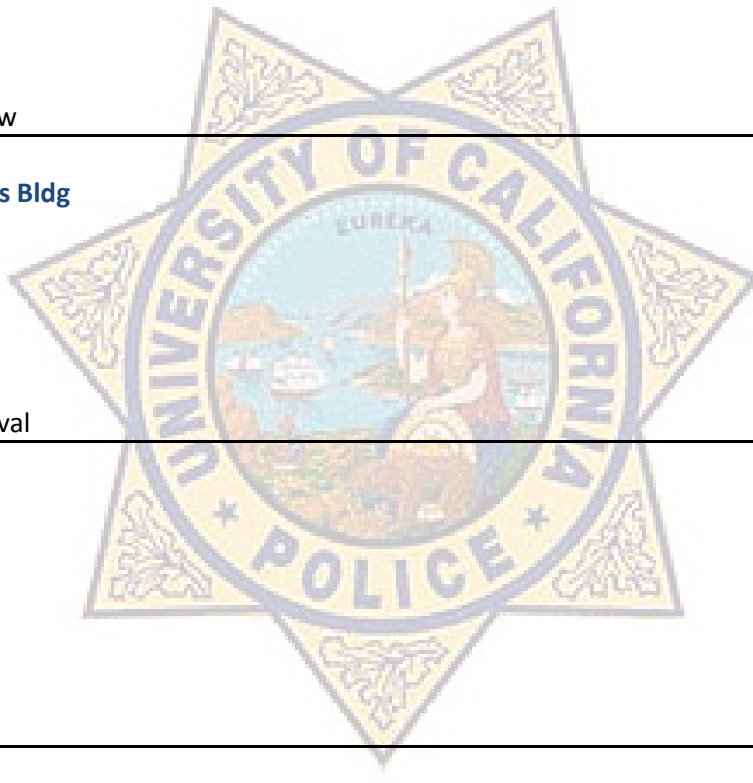 w
s Bldg
val
UNIVERSITY OF CALIFORNIA
EUREKA
* POLICE *